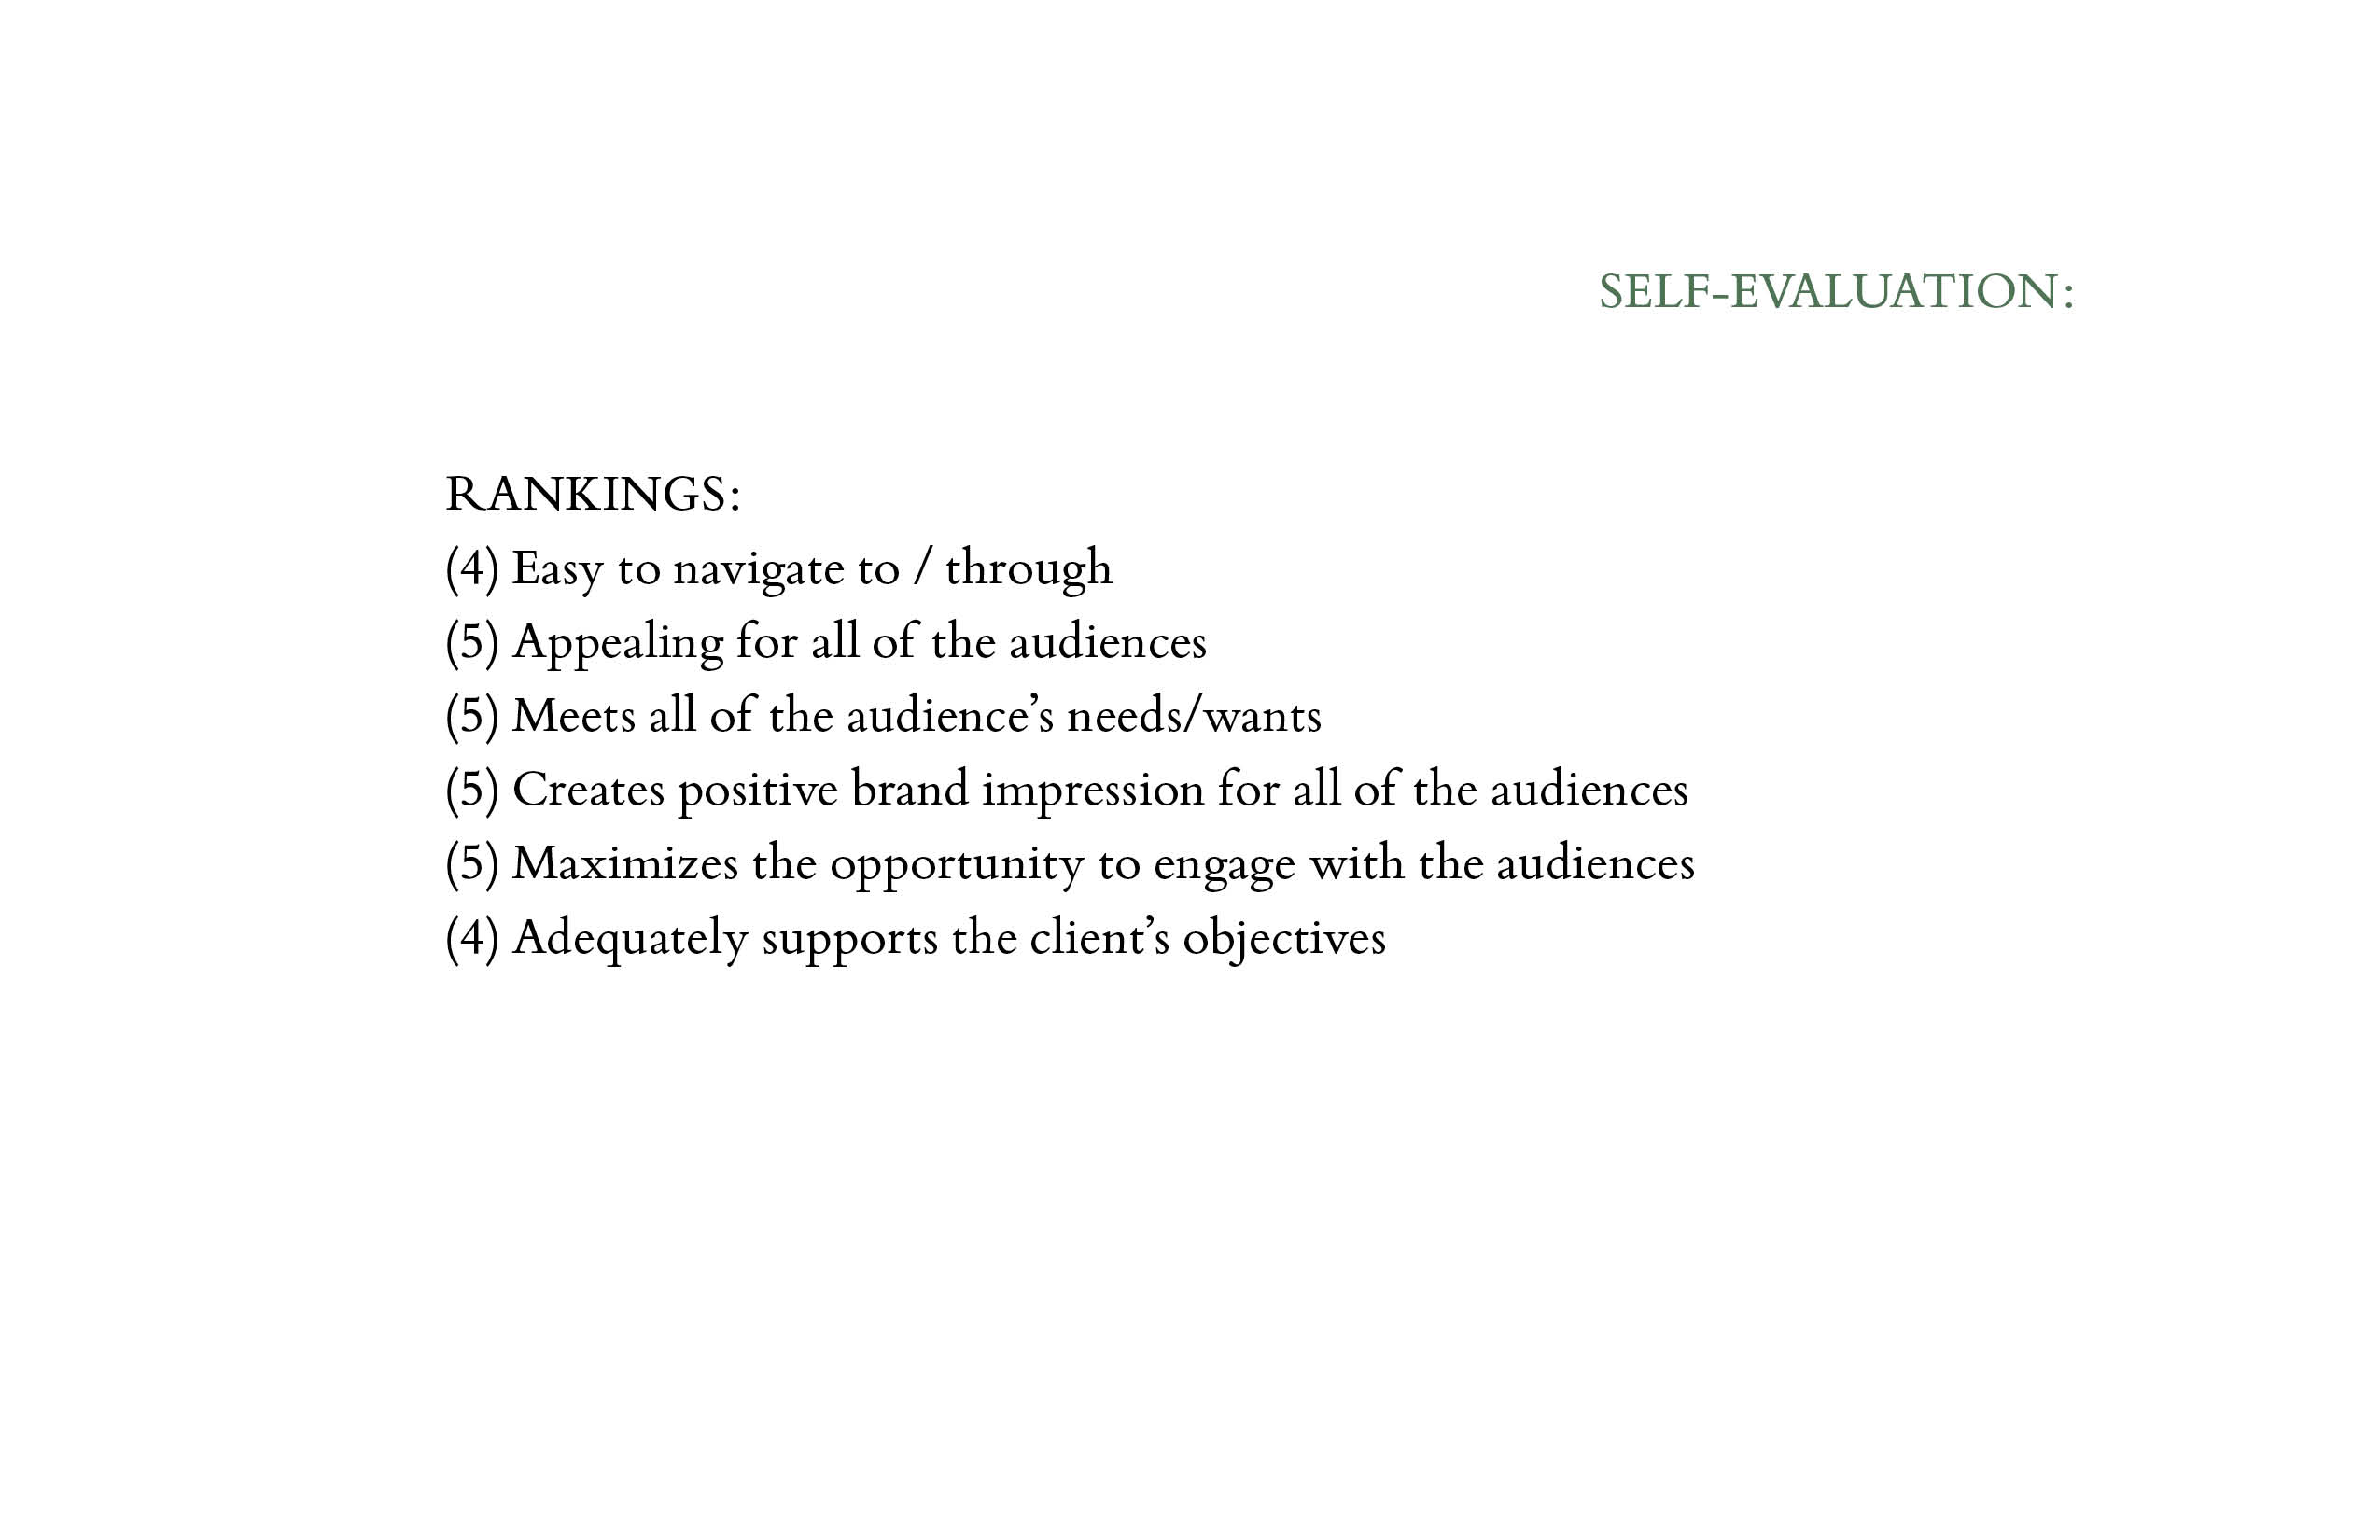 SELF-EVALUATION:
RANKINGS:
(4) Easy to navigate to / through
(5) Appealing for all of the audiences
(5) Meets all of the audience’s needs/wants
(5) Creates positive brand impression for all of the audiences
(5) Maximizes the opportunity to engage with the audiences
(4) Adequately supports the client’s objectives